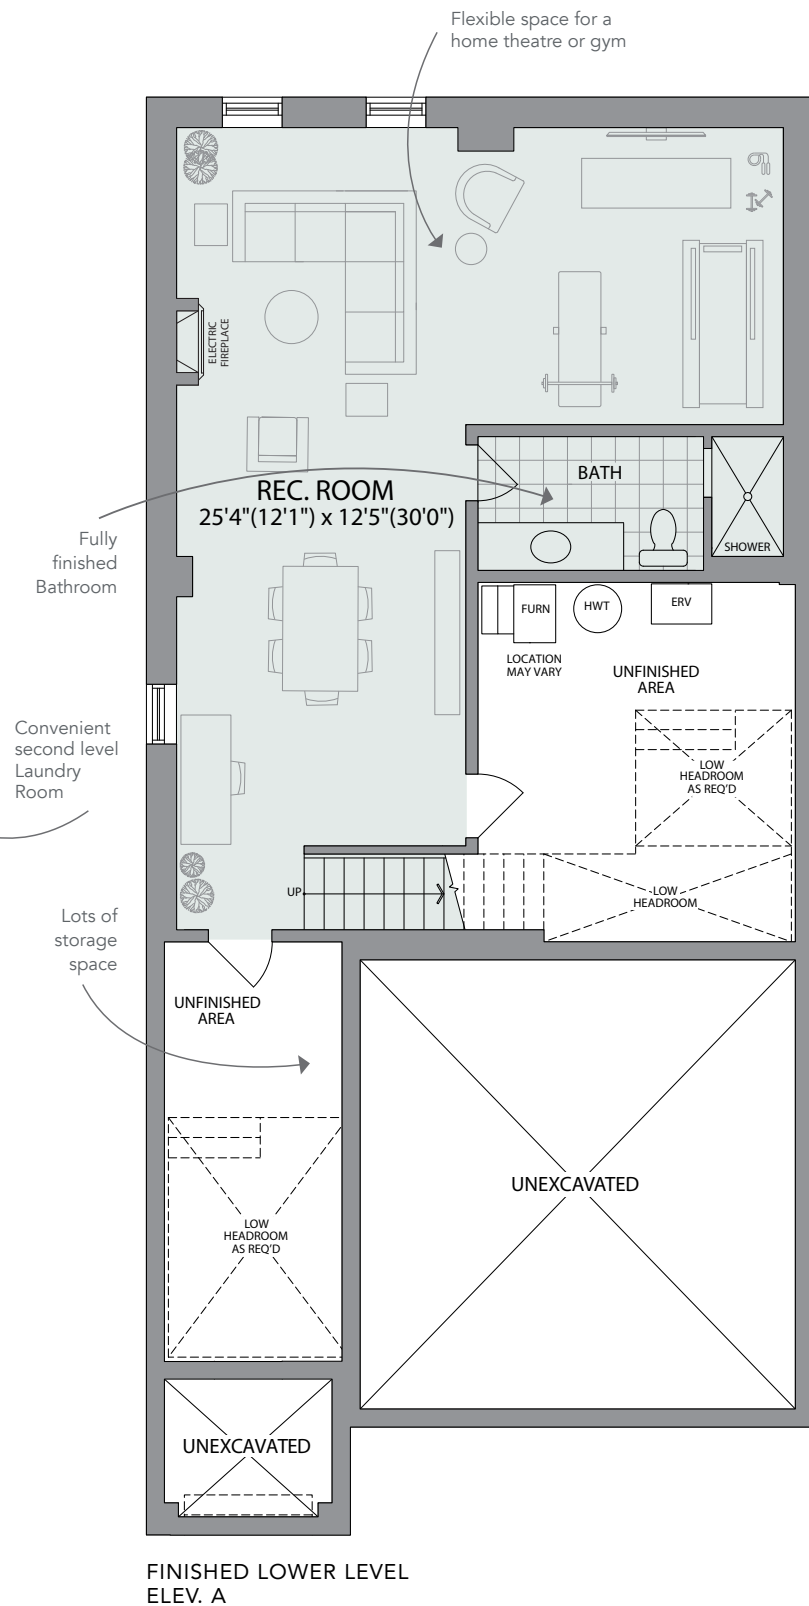 Flexible space for a
home theatre or gym
ELECTRIC
FIREPLACE
BATH
REC. ROOM
25'4"(12'1") x 12'5"(30'0")
Fully
finished
Bathroom
SHOWER
FURN
HWT
ERV
LOCATION
MAY VARY
UNFINISHED
AREA
Convenient
second level
Laundry
Room
LOW
HEADROOM
AS REQ'D
UP
LOW
HEADROOM
Lots of
storage
space
UNFINISHED
AREA
UNEXCAVATED
LOW
HEADROOM
AS REQ'D
UNEXCAVATED
FINISHED LOWER LEVEL
ELEV. A